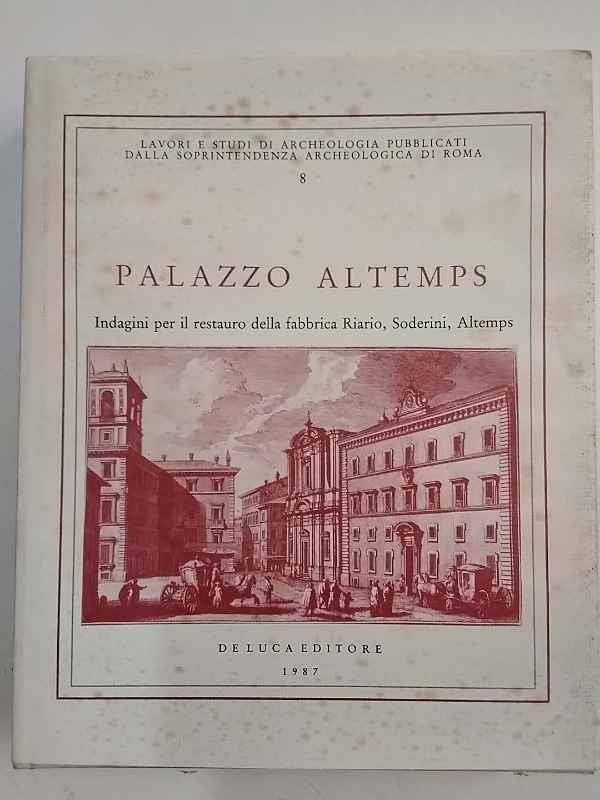 LAVORI E STUDI DI ARCHEOLOGIA PUBBLICATI
DALLA SOPRINTENDENZA ARCHEOLOGICA DI ROMA
8
PALAZZO ALTEMPS
Indagini per il restauro della fabbrica Riario, Soderini, Altemps
DE LUCA EDITORE
1987